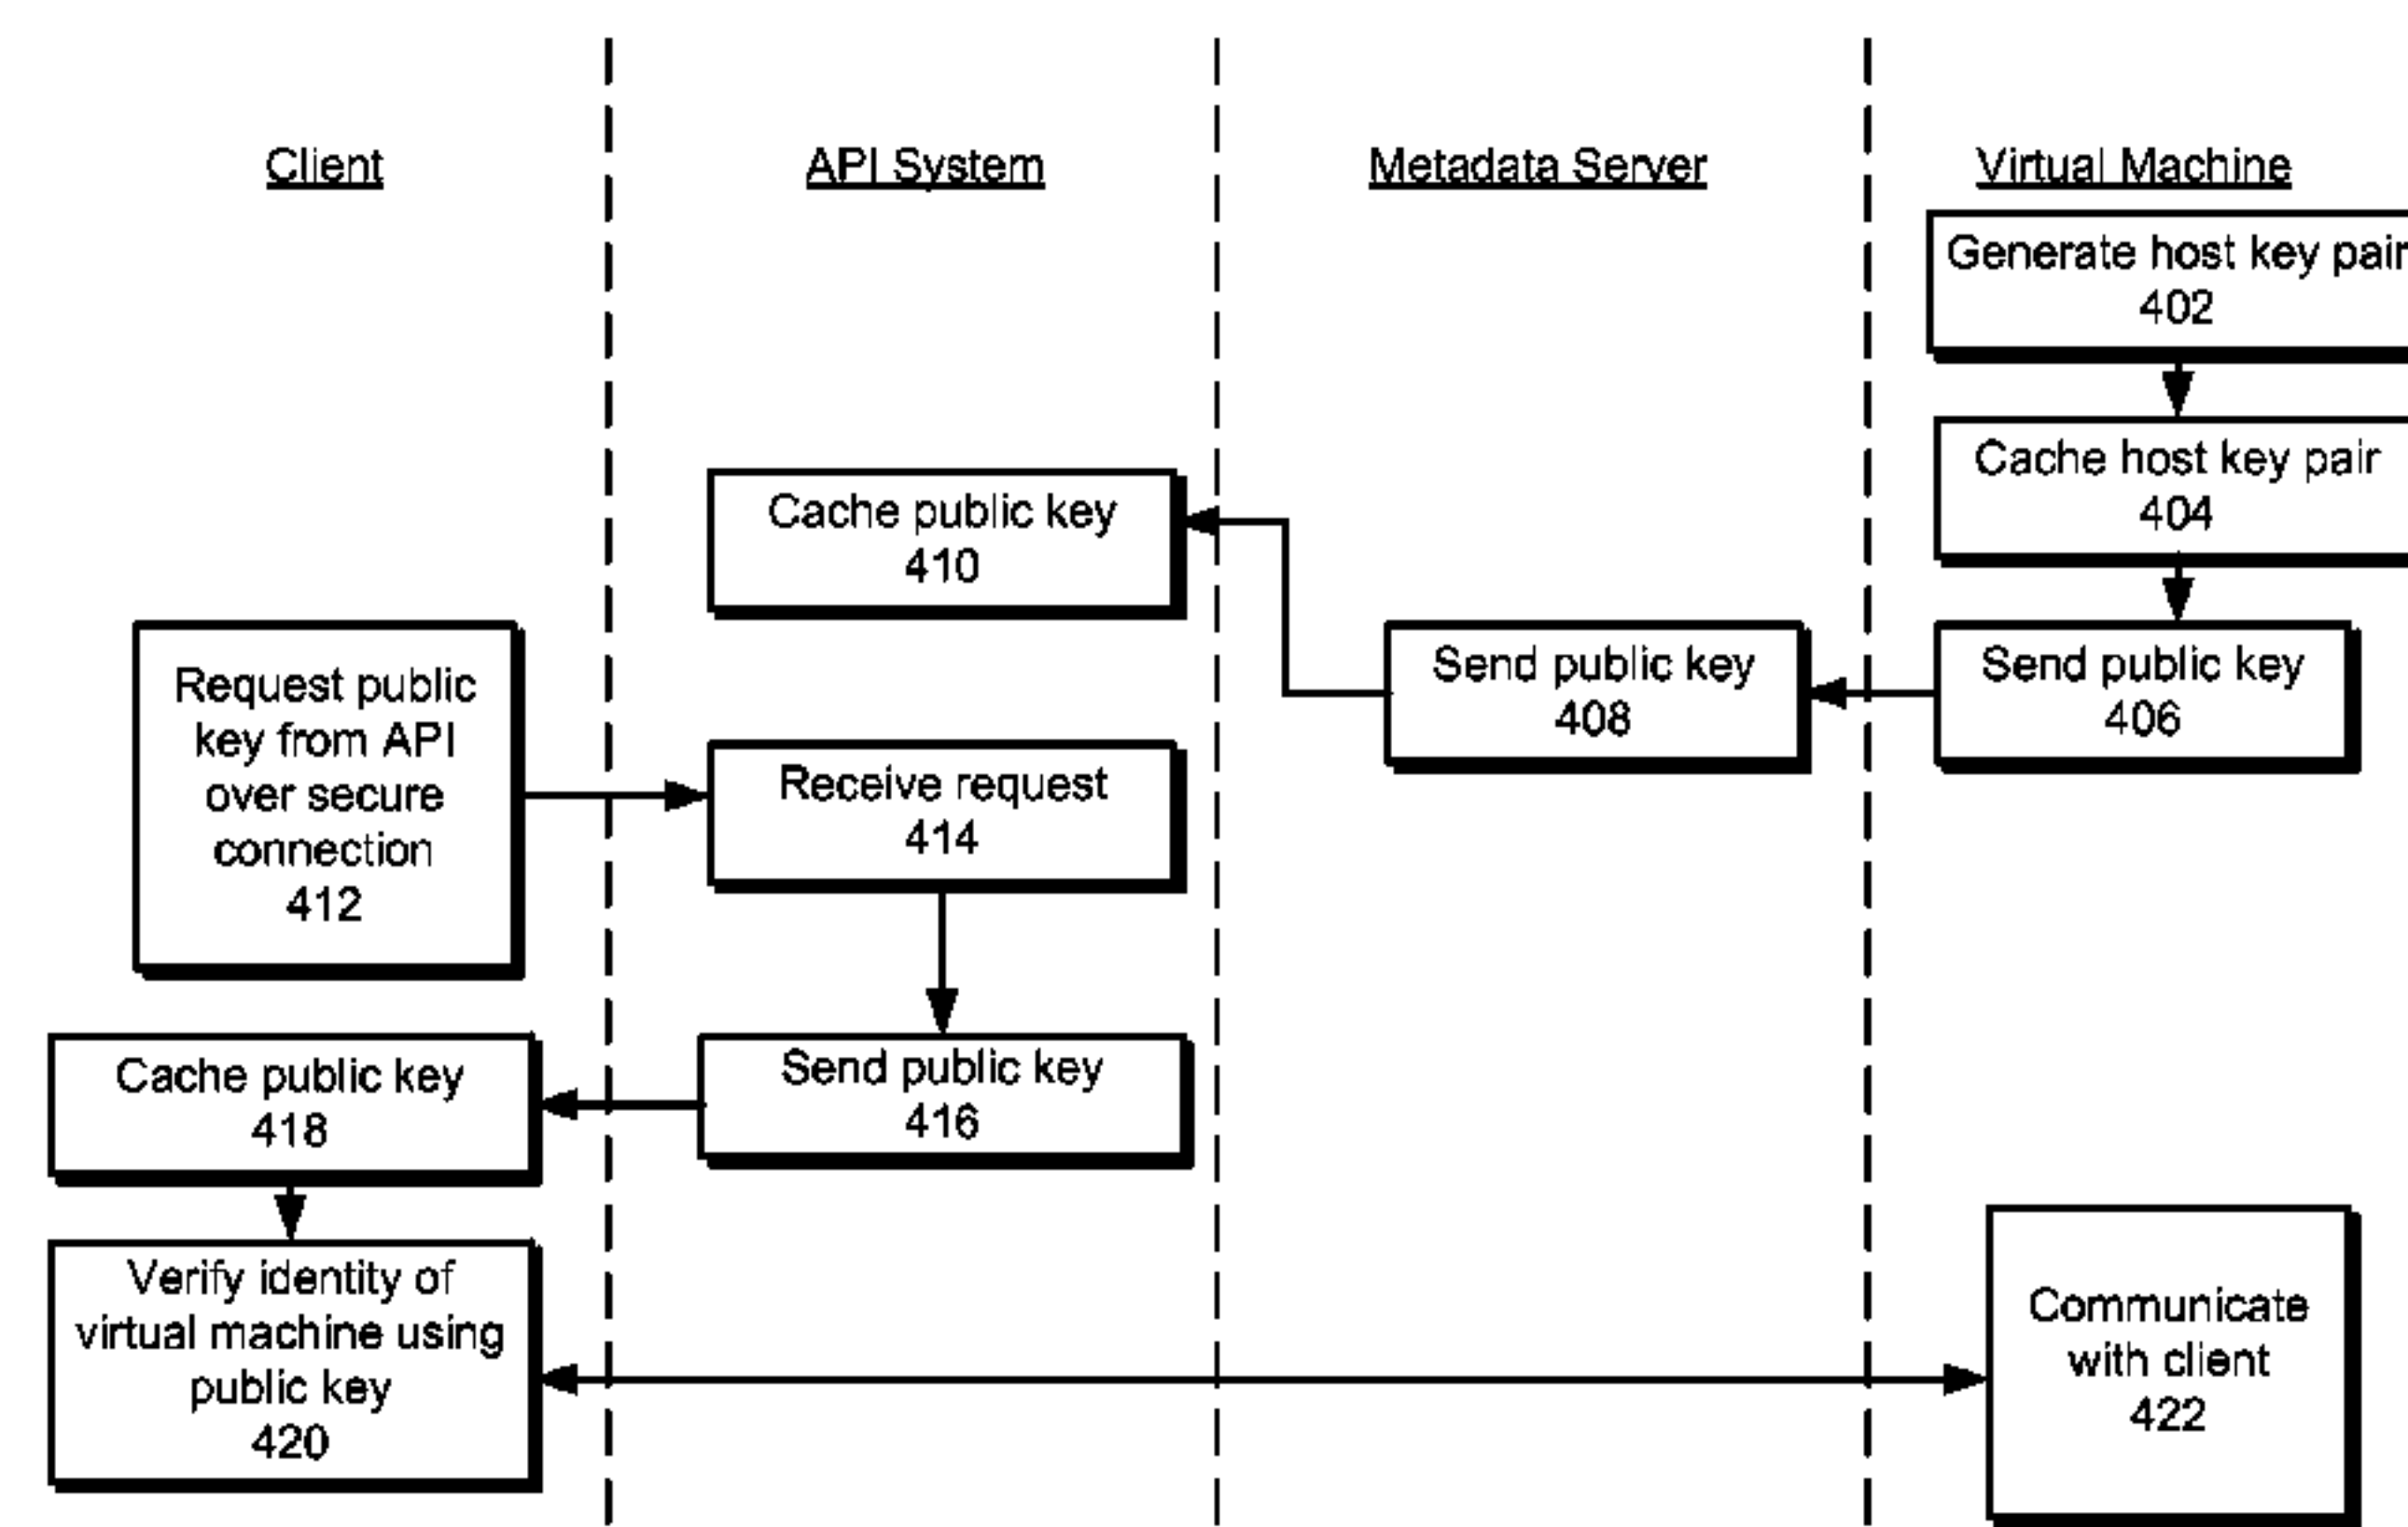 Client
API System
Metadata Server
Virtual Machine
Generate host key pair
402
Cache host key pair
404
Cache public key
410
Send public key
408
Send public key
406
Request public
key from API
over secure
connection
412
Receive request
414
Send public key
416
Cache public key
418
Verify identity of
virtual machine using
public key
420
Communicate
with client
422